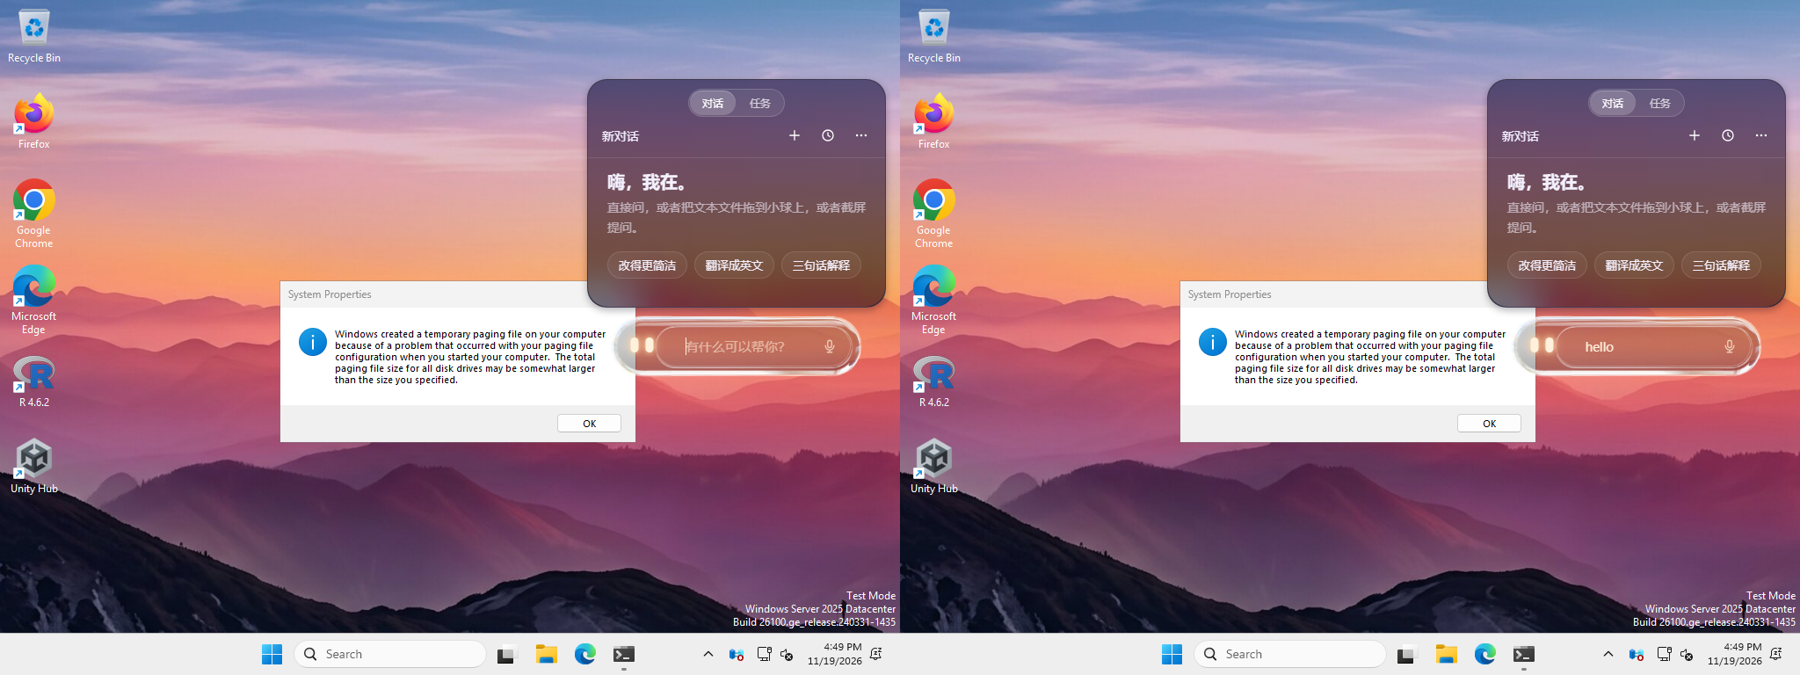 Recycle Bin
Firefox
Google
Chrome
Microsoft
Edge
R 4.6.2
Unity Hub
对话
任务
新对话
嗨，我在。
直接问，或者把文本文件拖到小球上，或者截屏
提问。
改得更简洁
翻译成英文
三句话解释
System Properties
Windows created a temporary paging file on your computer
because of a problem that occurred with your paging file
configuration when you started your computer.  The total
paging file size for all disk drives may be somewhat larger
than the size you specified.
OK
有什么可以帮你?
Test Mode
Windows Server 2025 Datacenter
Build 26100.ge_release.240331-1435
Search
4:49 PM
11/19/2026
Recycle Bin
Firefox
Google
Chrome
Microsoft
Edge
R 4.6.2
Unity Hub
对话
任务
新对话
嗨，我在。
直接问，或者把文本文件拖到小球上，或者截屏
提问。
改得更简洁
翻译成英文
三句话解释
System Properties
Windows created a temporary paging file on your computer
because of a problem that occurred with your paging file
configuration when you started your computer.  The total
paging file size for all disk drives may be somewhat larger
than the size you specified.
OK
hello
Test Mode
Windows Server 2025 Datacenter
Build 26100.ge_release.240331-1435
Search
4:49 PM
11/19/2026